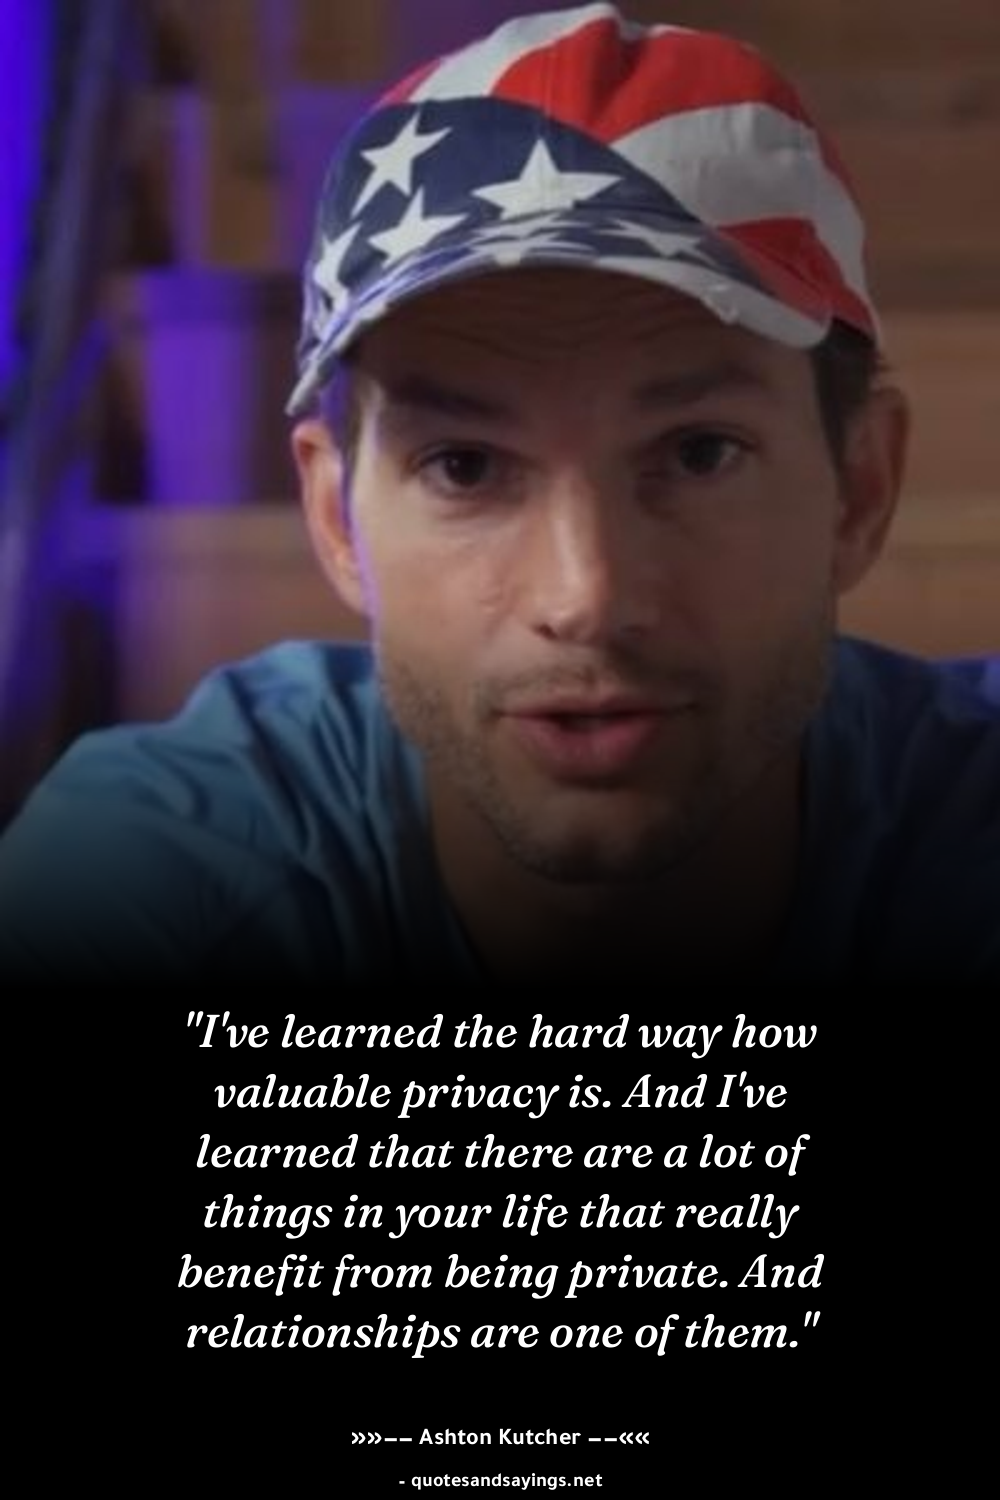 "I've learned the hard way how
valuable privacy is. And I've
learned that there are a lot of
things in your life that really
benefit from being private. And
relationships are one of them."
»»–– Ashton Kutcher ––««
- quotesandsayings.net